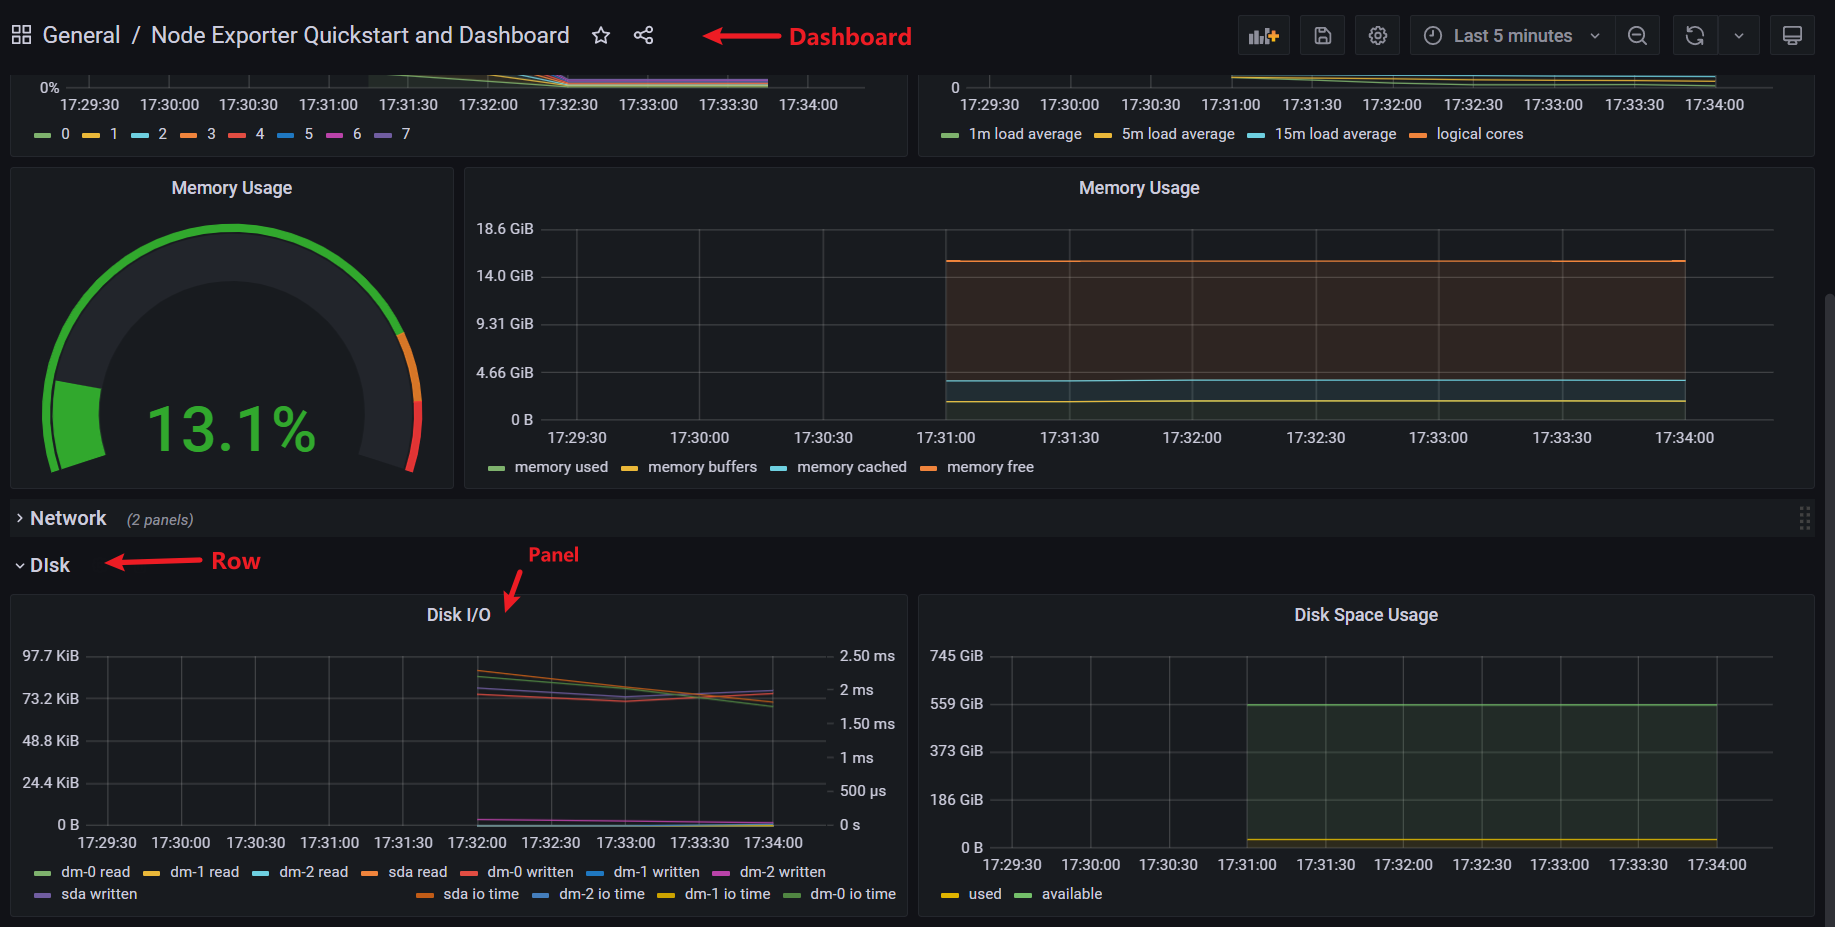 General / Node Exporter Quickstart and Dashboard
Dashboard
Last 5 minutes
0%
17:29:30 17:30:00 17:30:30 17:31:00 17:31:30 17:32:00 17:32:30 17:33:00 17:33:30 17:34:00
0 1 2 3 4 5 6 7
0
17:29:30 17:30:00 17:30:30 17:31:00 17:31:30 17:32:00 17:32:30 17:33:00 17:33:30 17:34:00
1m load average 5m load average 15m load average logical cores
Memory Usage
13.1%
Memory Usage
18.6 GiB
14.0 GiB
9.31 GiB
4.66 GiB
0 B
17:29:30 17:30:00 17:30:30 17:31:00 17:31:30 17:32:00 17:32:30 17:33:00 17:33:30 17:34:00
memory used memory buffers memory cached memory free
Network (2 panels)
DIsk
Row
Panel
Disk I/O
97.7 KiB
73.2 KiB
48.8 KiB
24.4 KiB
0 B
2.50 ms
2 ms
1.50 ms
1 ms
500 µs
0 s
17:29:30 17:30:00 17:30:30 17:31:00 17:31:30 17:32:00 17:32:30 17:33:00 17:33:30 17:34:00
dm-0 read dm-1 read dm-2 read sda read dm-0 written dm-1 written dm-2 written
sda written sda io time dm-2 io time dm-1 io time dm-0 io time
Disk Space Usage
745 GiB
559 GiB
373 GiB
186 GiB
0 B
17:29:30 17:30:00 17:30:30 17:31:00 17:31:30 17:32:00 17:32:30 17:33:00 17:33:30 17:34:00
used available